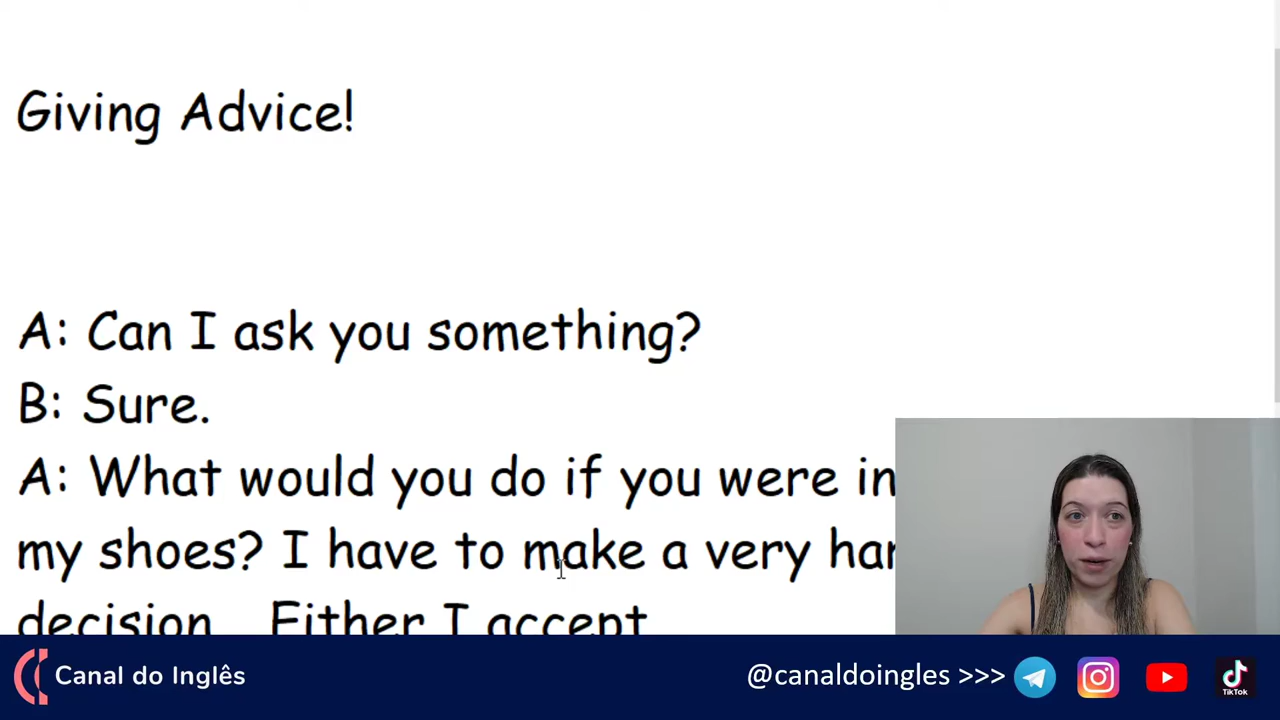 Giving Advice!
A: Can I ask you something?
B: Sure.
A: What would you do if you were in
my shoes? I have to make a very
decision Either I accept
Canal do Inglês
@canaldoingles >>>
TikTok